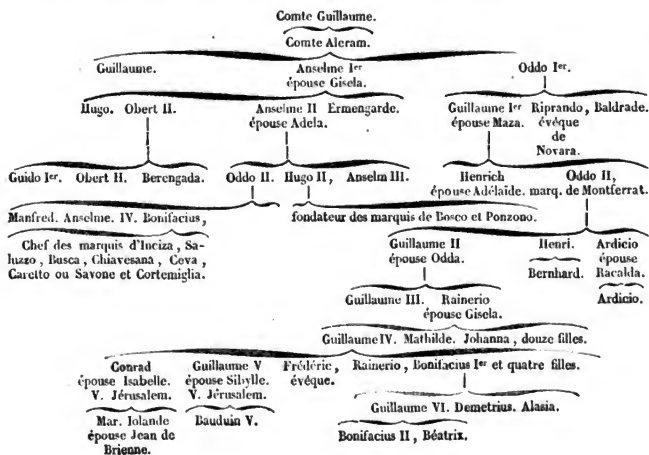 Comte Guillaume.
Comte Aleram.
Guillaume. Anselme Ier Oddo Ier.
épouse Gisela.
Hugo. Obert II. Anselme II Ermengarde. Guillaume Ier Riprando, Baldrade.
épouse Adela. épouse Maza. évêque
de
Novara.
Guido Ier. Obert II. Berengada. Oddo II. Hugo II, Anselm III. Henrich Oddo II,
épouse Adélaïde. marq. de Montferrat.
Manfred. Anselme. IV. Bonifacius, fondateur des marquis de Bosco et Ponzono.
Chef des marquis d'Inciza, Sa-
luzzo, Busca, Chiavesana, Ceva,
Caretto ou Savone et Cortemiglia.
Guillaume II Henri. Ardicio
épouse Odda. épouse
Bernhard. Racalda.
Ardicio.
Guillaume III. Rainerio
épouse Gisela.
Guillaume IV. Mathilde. Johanna, douze filles.
Conrad Guillaume V Frédéric, Rainerio, Bonifacius Ier et quatre filles.
épouse Isabelle. épouse Sibylle. évêque.
V. Jérusalem. V. Jérusalem.
Mar. Iolande Bauduin V. Guillaume VI. Demetrius. Alasia.
épouse Jean de
Brienne. Bonifacius II, Béatrix.